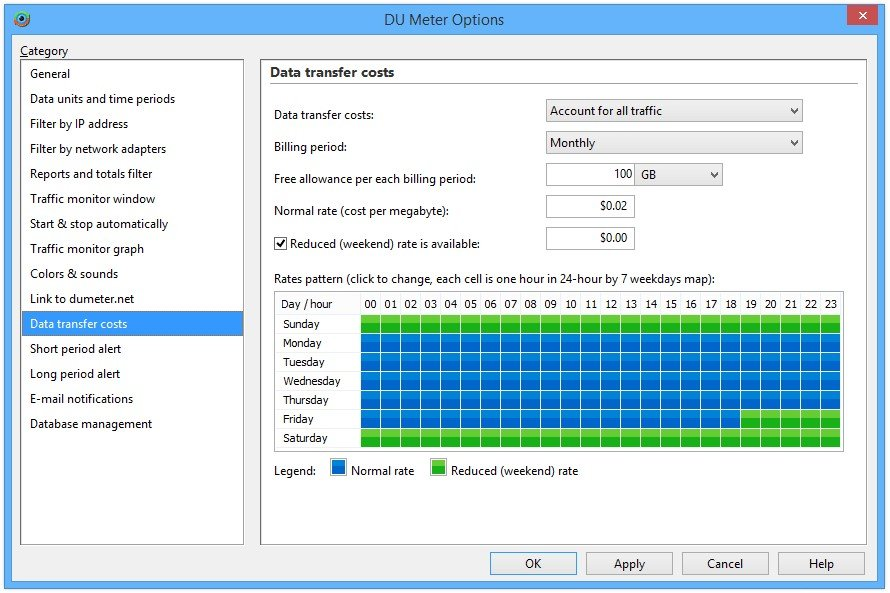 DU Meter Options
Category
General
Data units and time periods
Filter by IP address
Filter by network adapters
Reports and totals filter
Traffic monitor window
Start & stop automatically
Traffic monitor graph
Colors & sounds
Link to dumeter.net
Data transfer costs
Short period alert
Long period alert
E-mail notifications
Database management
Data transfer costs
Data transfer costs: Account for all traffic
Billing period: Monthly
Free allowance per each billing period: 100 GB
Normal rate (cost per megabyte): $0.02
Reduced (weekend) rate is available: $0.00
Rates pattern (click to change, each cell is one hour in 24-hour by 7 weekdays map):
Day / hour 00 01 02 03 04 05 06 07 08 09 10 11 12 13 14 15 16 17 18 19 20 21 22 23
Sunday
Monday
Tuesday
Wednesday
Thursday
Friday
Saturday
Legend: Normal rate Reduced (weekend) rate
OK Apply Cancel Help